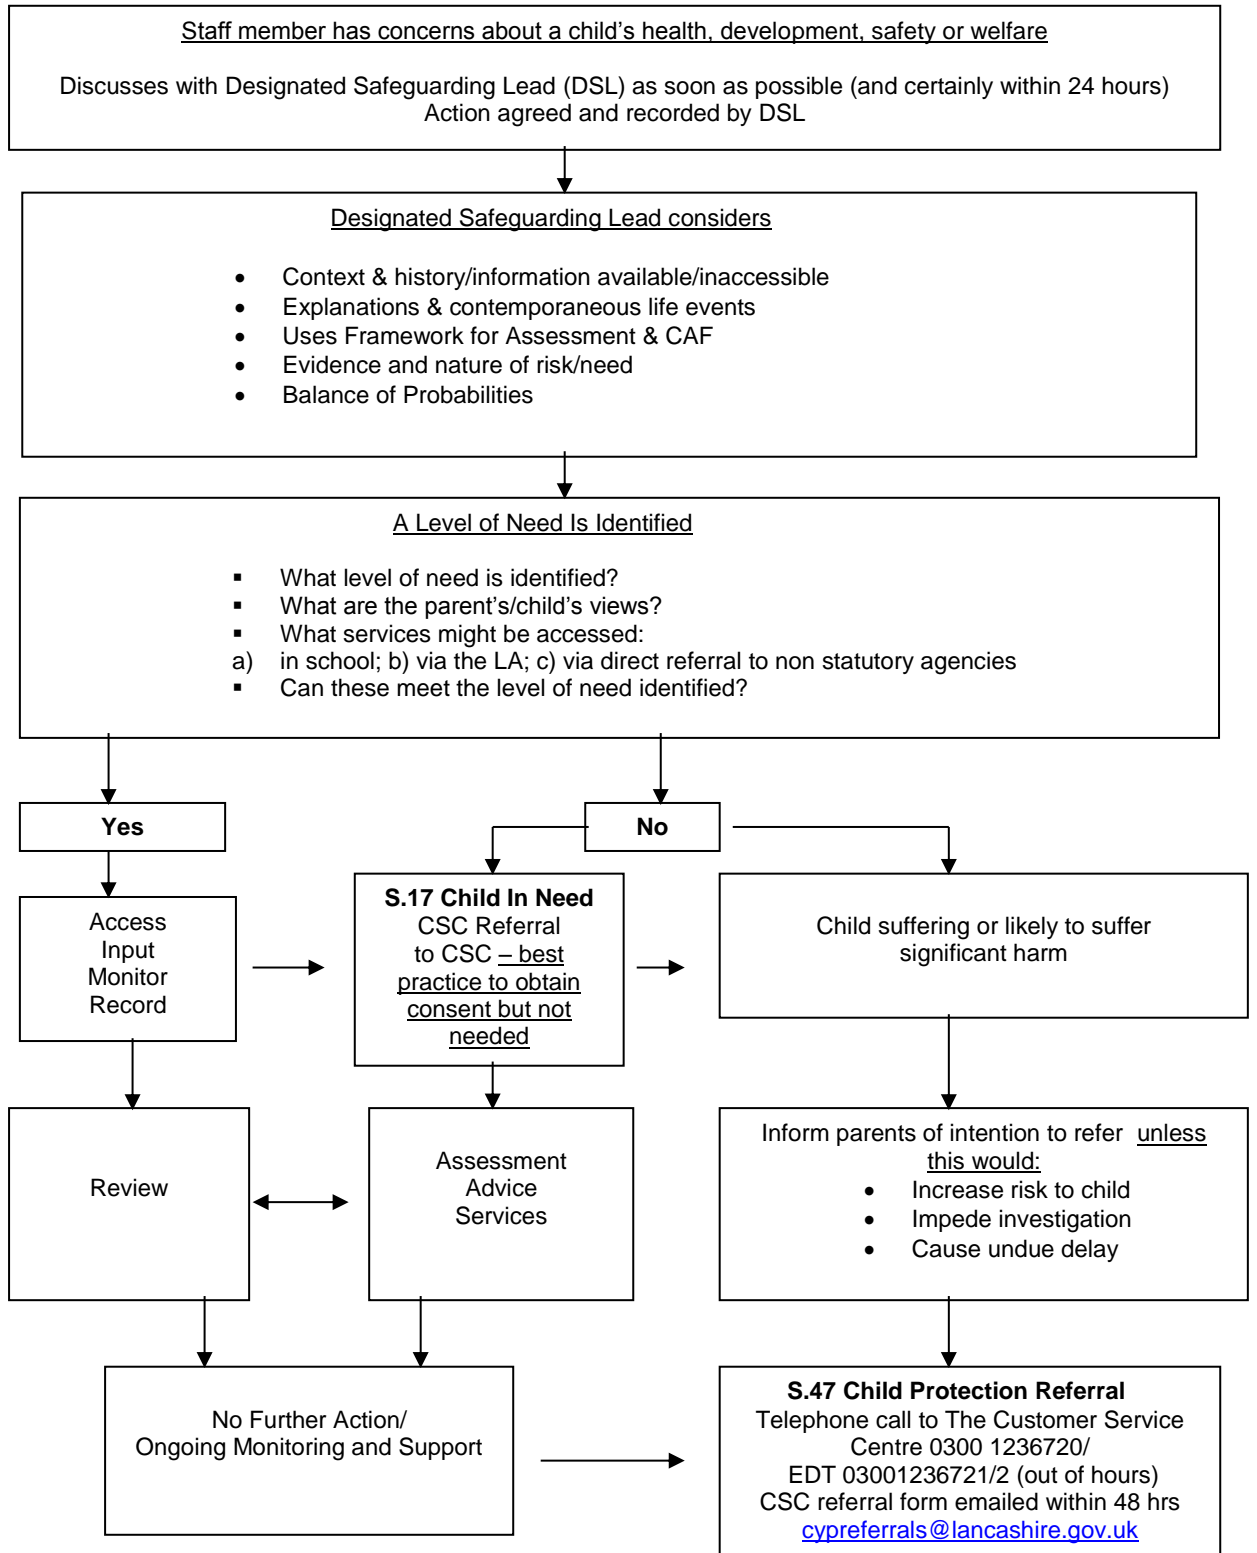 Staff member has concerns about a child's health, development, safety or welfare
Discusses with Designated Safeguarding Lead (DSL) as soon as possible (and certainly within 24 hours)
Action agreed and recorded by DSL
Designated Safeguarding Lead considers
• Context & history/information available/inaccessible
• Explanations & contemporaneous life events
• Uses Framework for Assessment & CAF
• Evidence and nature of risk/need
• Balance of Probabilities
A Level of Need Is Identified
▪ What level of need is identified?
▪ What are the parent's/child's views?
▪ What services might be accessed:
a) in school; b) via the LA; c) via direct referral to non statutory agencies
▪ Can these meet the level of need identified?
Yes
No
Access
Input
Monitor
Record
S.17 Child In Need
CSC Referral
to CSC – best
practice to obtain
consent but not
needed
Child suffering or likely to suffer
significant harm
Review
Assessment
Advice
Services
Inform parents of intention to refer unless
this would:
• Increase risk to child
• Impede investigation
• Cause undue delay
No Further Action/
Ongoing Monitoring and Support
S.47 Child Protection Referral
Telephone call to The Customer Service
Centre 0300 1236720/
EDT 03001236721/2 (out of hours)
CSC referral form emailed within 48 hrs
cypreferrals@lancashire.gov.uk